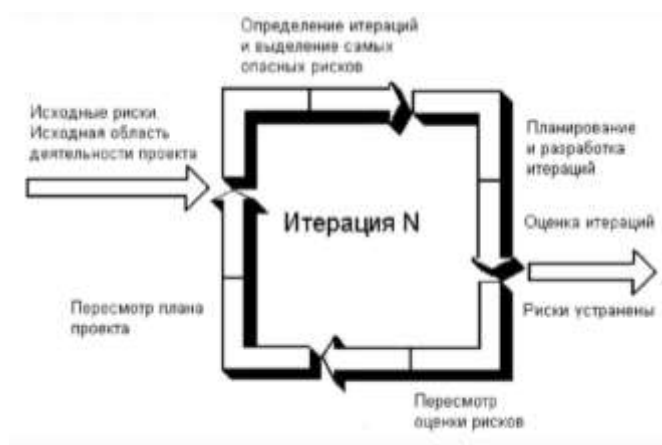 Определение итераций
и выделение самых
опасных рисков
Исходные риски
Исходная область
деятельности проекта
Планирование
и разработка
итераций
Итерация N
Оценка итераций
Риски устранены
Пересмотр плана
проекта
Пересмотр
оценки рисков